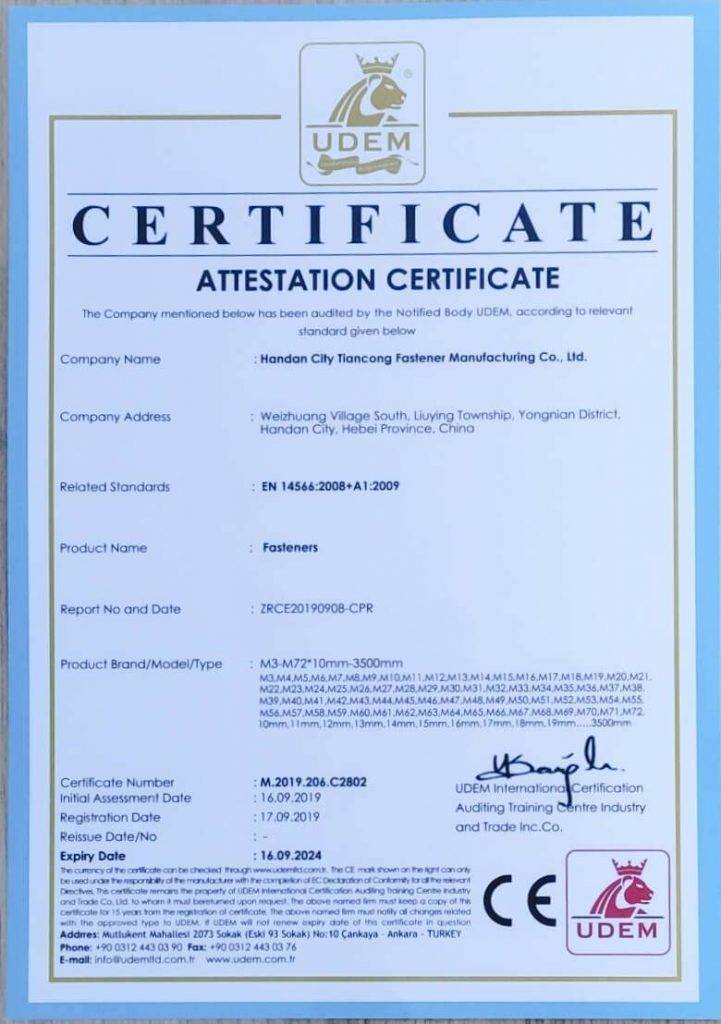 UDEM
CERTIFICATE
ATTESTATION CERTIFICATE
The Company mentioned below has been audited by the Notified Body UDEM, according to relevant
standard given below
Company Name : Handan City Tiancong Fastener Manufacturing Co., Ltd.
Company Address : Weizhuang Village South, Liuying Township, Yongnian District,
Handan City, Hebei Province, China
Related Standards : EN 14566:2008+A1:2009
Product Name : Fasteners
Report No and Date : ZRCE20190908-CPR
Product Brand/Model/Type : M3-M72*10mm-3500mm
M3,M4,M5,M6,M7,M8,M9,M10,M11,M12,M13,M14,M15,M16,M17,M18,M19,M20,M21,
M22,M23,M24,M25,M26,M27,M28,M29,M30,M31,M32,M33,M34,M35,M36,M37,M38,
M39,M40,M41,M42,M43,M44,M45,M46,M47,M48,M49,M50,M51,M52,M53,M54,M55,
M56,M57,M58,M59,M60,M61,M62,M63,M64,M65,M66,M67,M68,M69,M70,M71,M72,
10mm,11mm,12mm,13mm,14mm,15mm,16mm,17mm,18mm,19mm.....3500mm
Certificate Number : M.2019.206.C2802
Initial Assessment Date : 16.09.2019
Registration Date : 17.09.2019
Reissue Date/No : -
Expiry Date : 16.09.2024
UDEM International Certification
Auditing Training Centre Industry
and Trade Inc.Co.
The currency of the certificate can be checked through www.udemltd.com.tr. The CE mark shown on the right can only
be used under the responsibility of the manufacturer with the completion of EC Declaration of Conformity for all the relevant
Directives. This certificate remains the property of UDEM International Certification Auditing Training Centre Industry
and Trade Co. Ltd. to whom it must be returned upon request. The above named firm must keep a copy of this
certificate for 15 years from the registration of certificate. The above named firm must notify all changes related
with the approved type to UDEM. If UDEM will not renew expiry date of this certificate in question
Addrres: Mutlukent Mahallesi 2073 Sokak (Eski 93 Sokak) No:10 Çankaya - Ankara - TURKEY
Phone: +90 0312 443 03 90 Fax: +90 0312 443 03 76
E-mail: info@udemltd.com.tr www.udem.com.tr
CE
UDEM